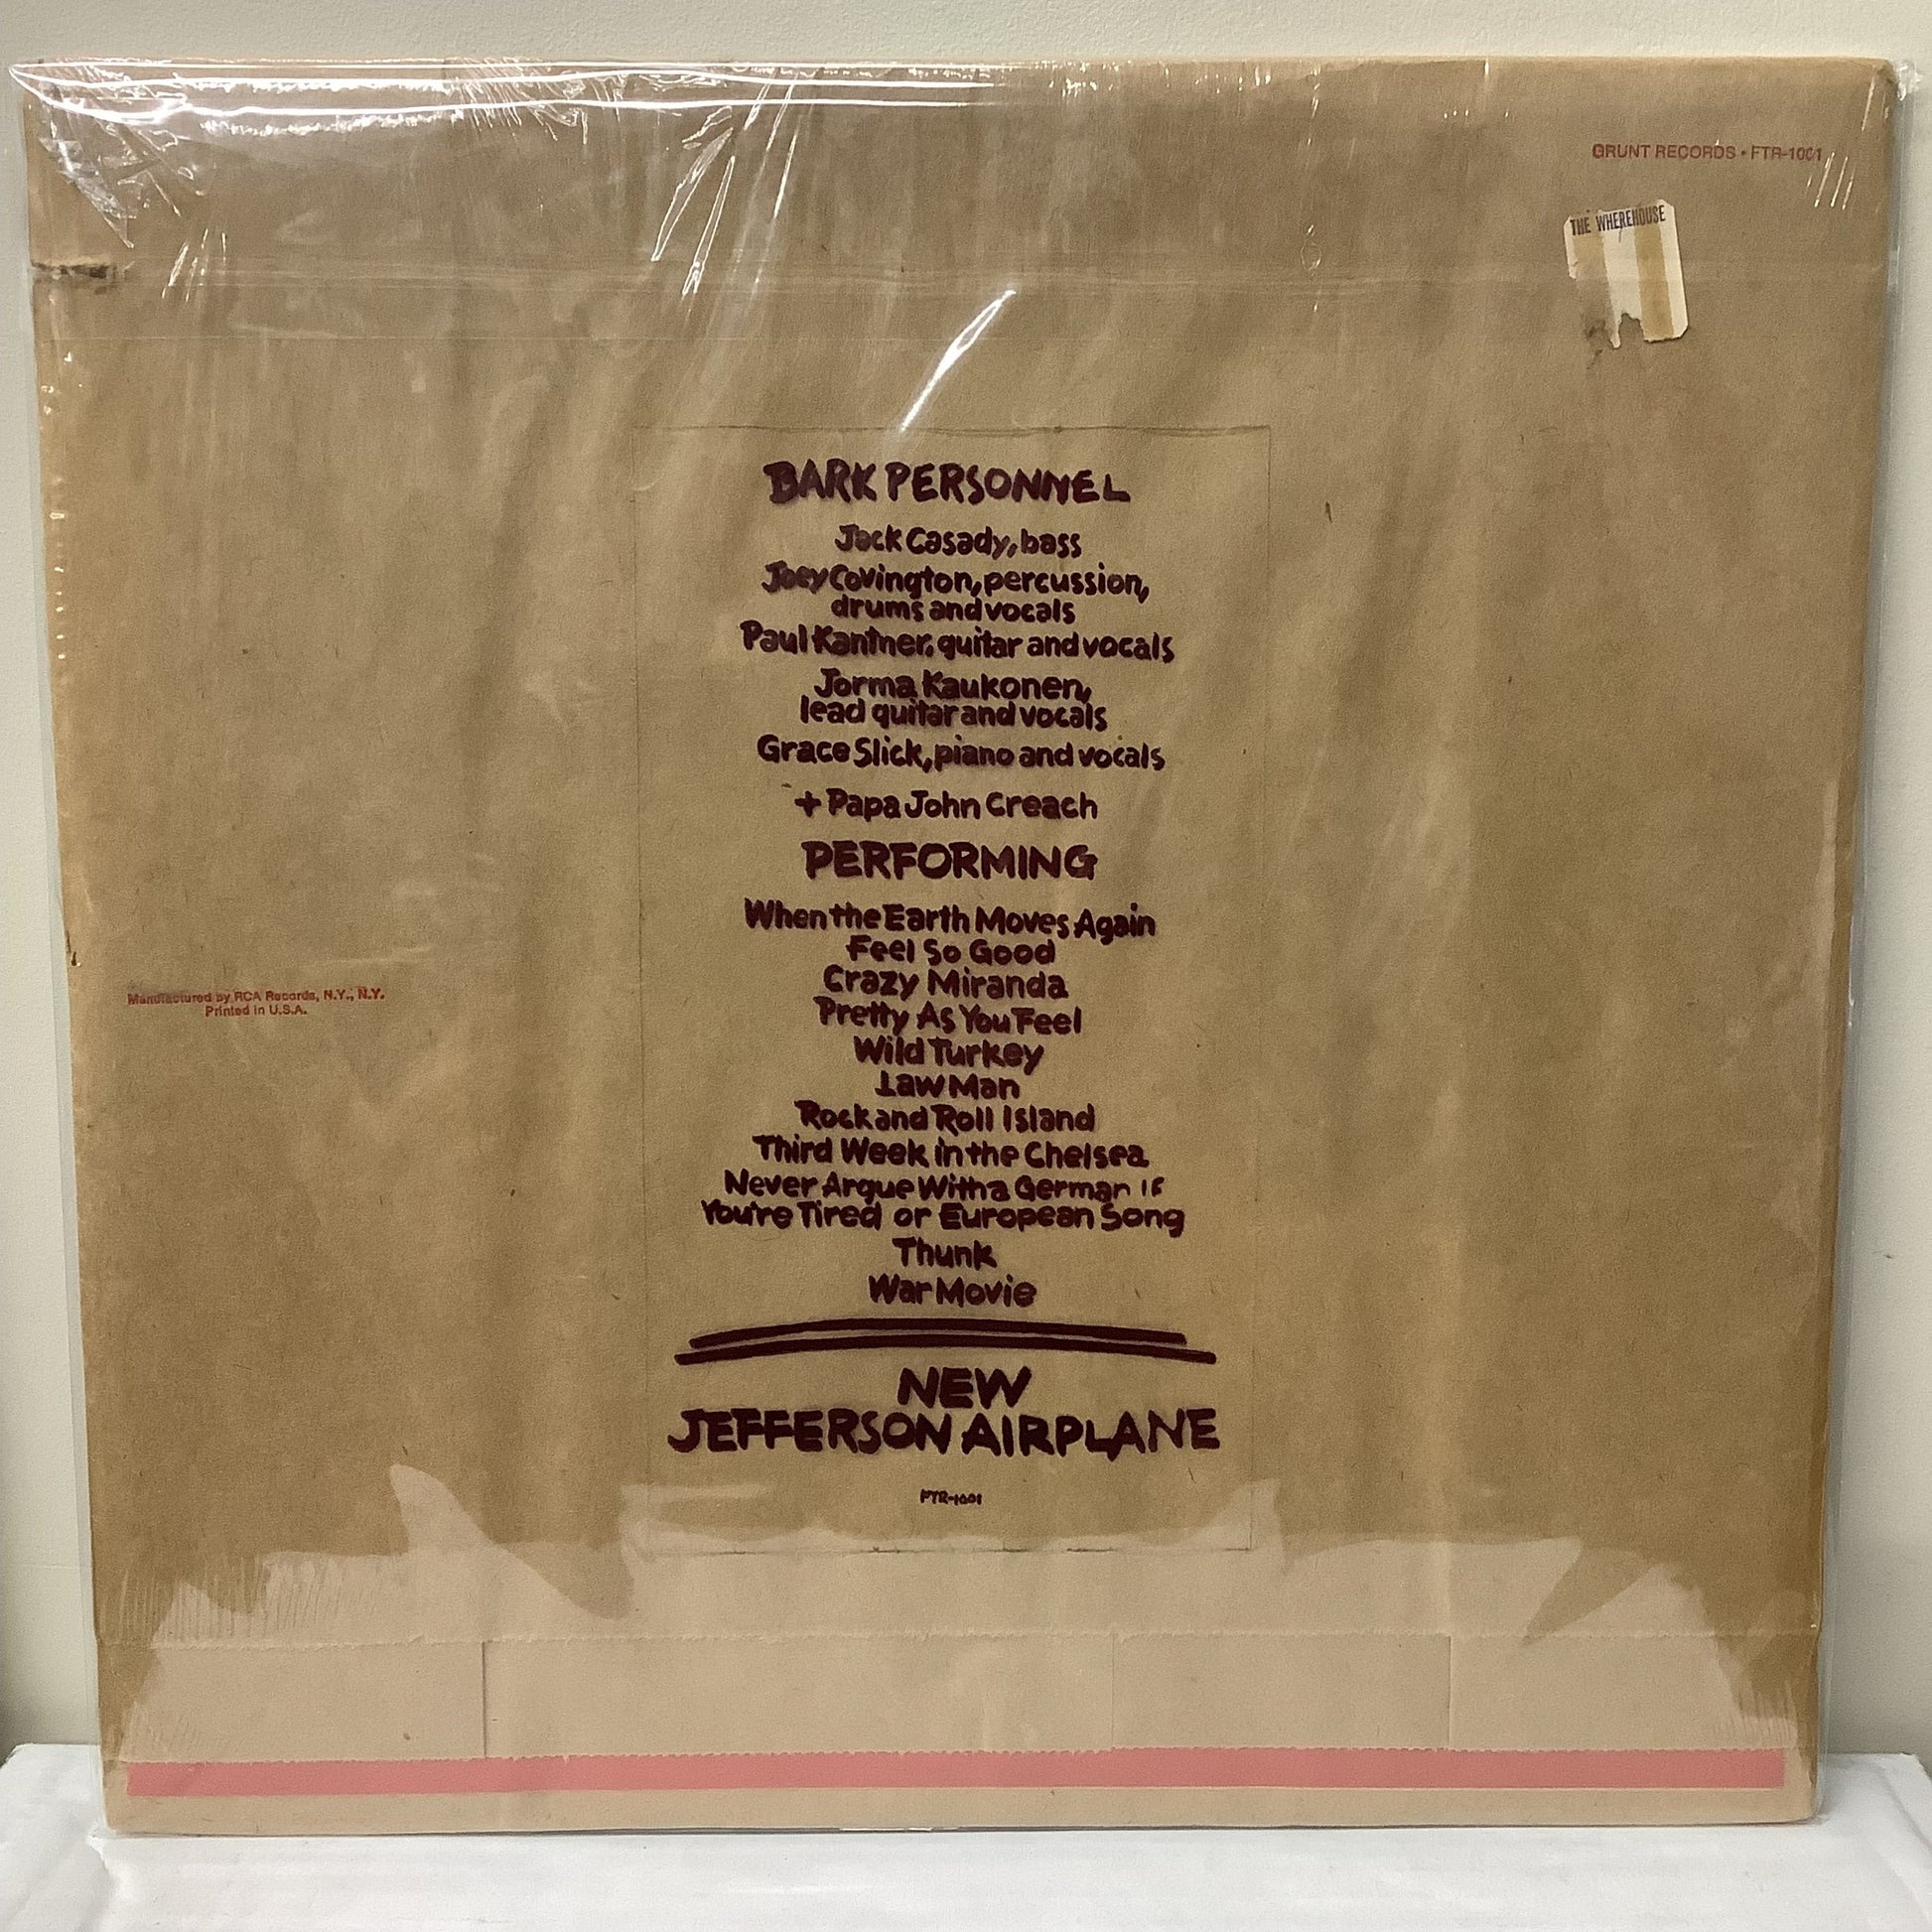 GRUNT RECORDS • FTR-1001
THE WHEREHOUSE
BARK PERSONNEL
Jack Casady, bass
Joey Covington, percussion,
drums and vocals
Paul Kantner, guitar and vocals
Jorma Kaukonen,
lead guitar and vocals
Grace Slick, piano and vocals
+ Papa John Creach
PERFORMING
When the Earth Moves Again
Feel So Good
Crazy Miranda
Pretty As You Feel
Wild Turkey
Law Man
Rock and Roll Island
Third Week in the Chelsea
Never Argue With a German If
You're Tired or European Song
Thunk
War Movie
NEW
JEFFERSON AIRPLANE
FTR-1001
Manufactured by RCA Records, N.Y., N.Y.
Printed in U.S.A.